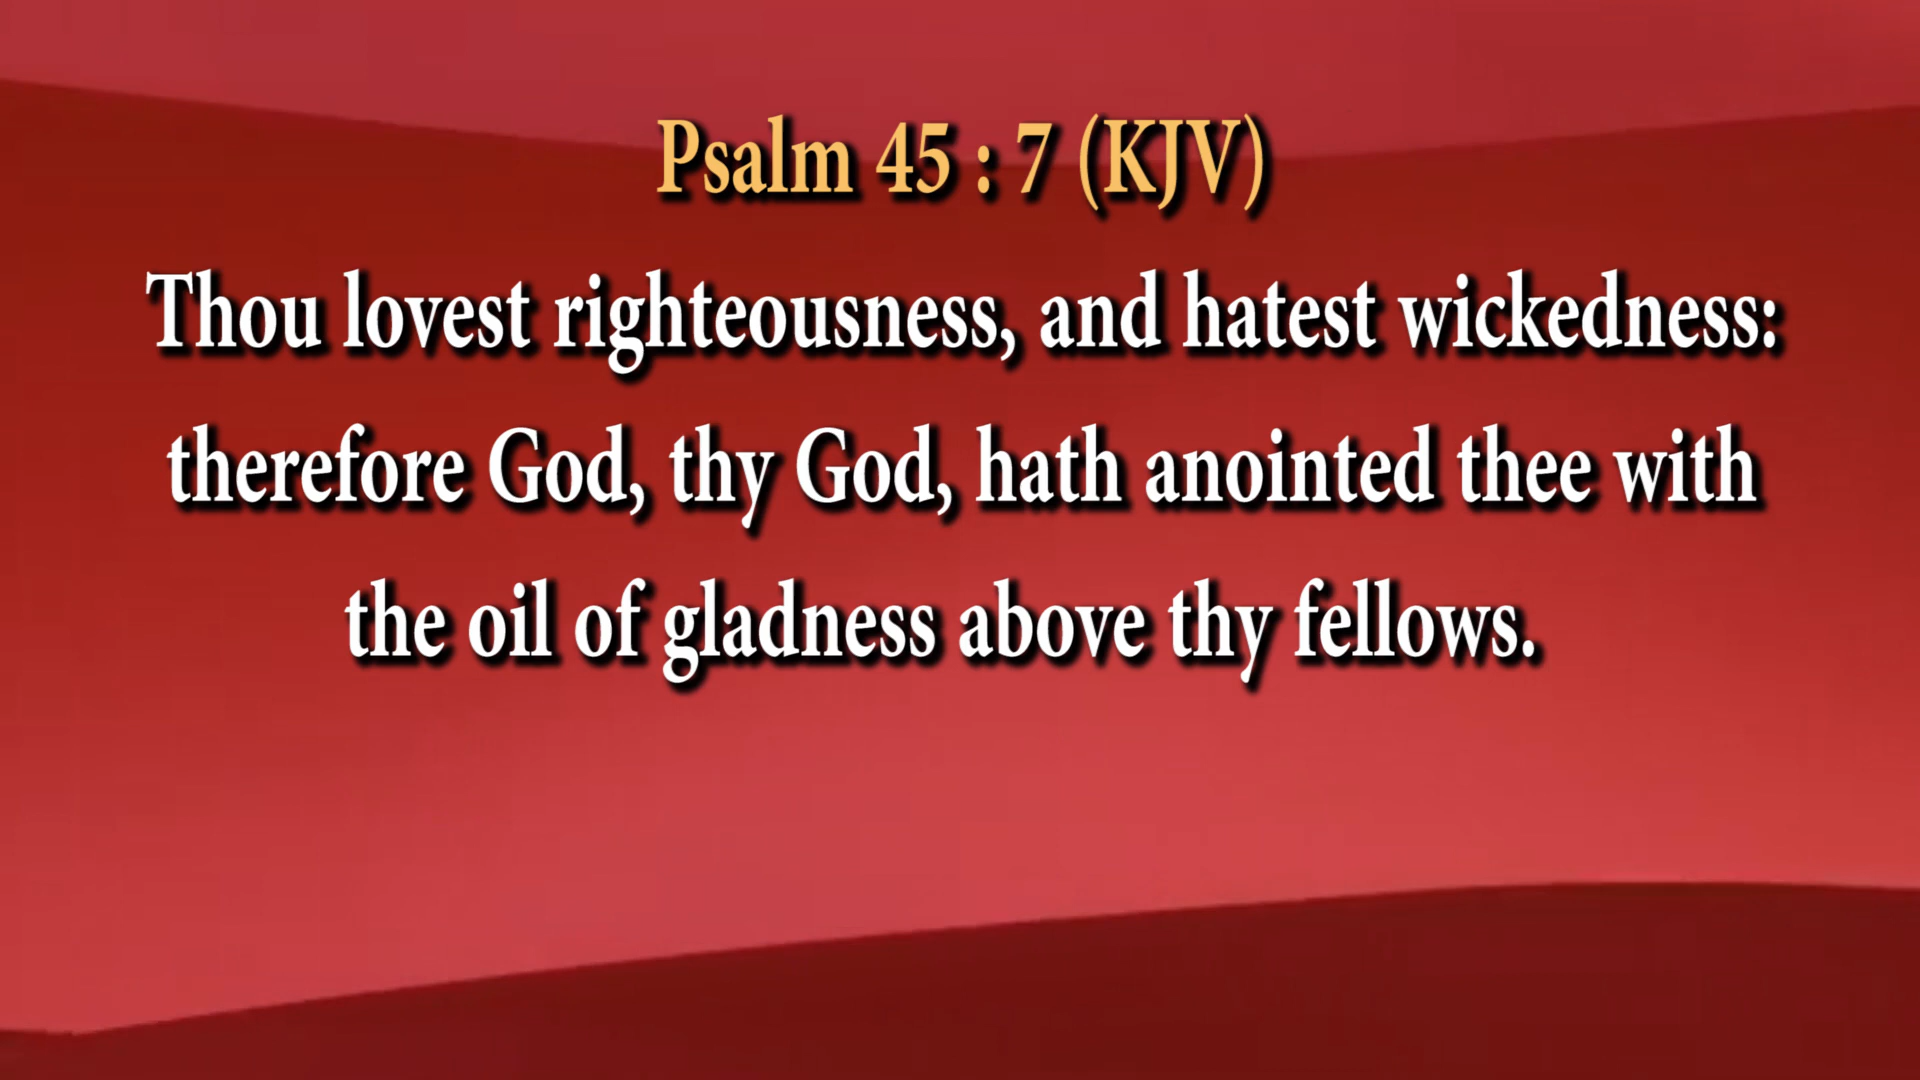 Psalm 45 : 7 (KJV)
Thou lovest righteousness, and hatest wickedness:
therefore God, thy God, hath anointed thee with
the oil of gladness above thy fellows.